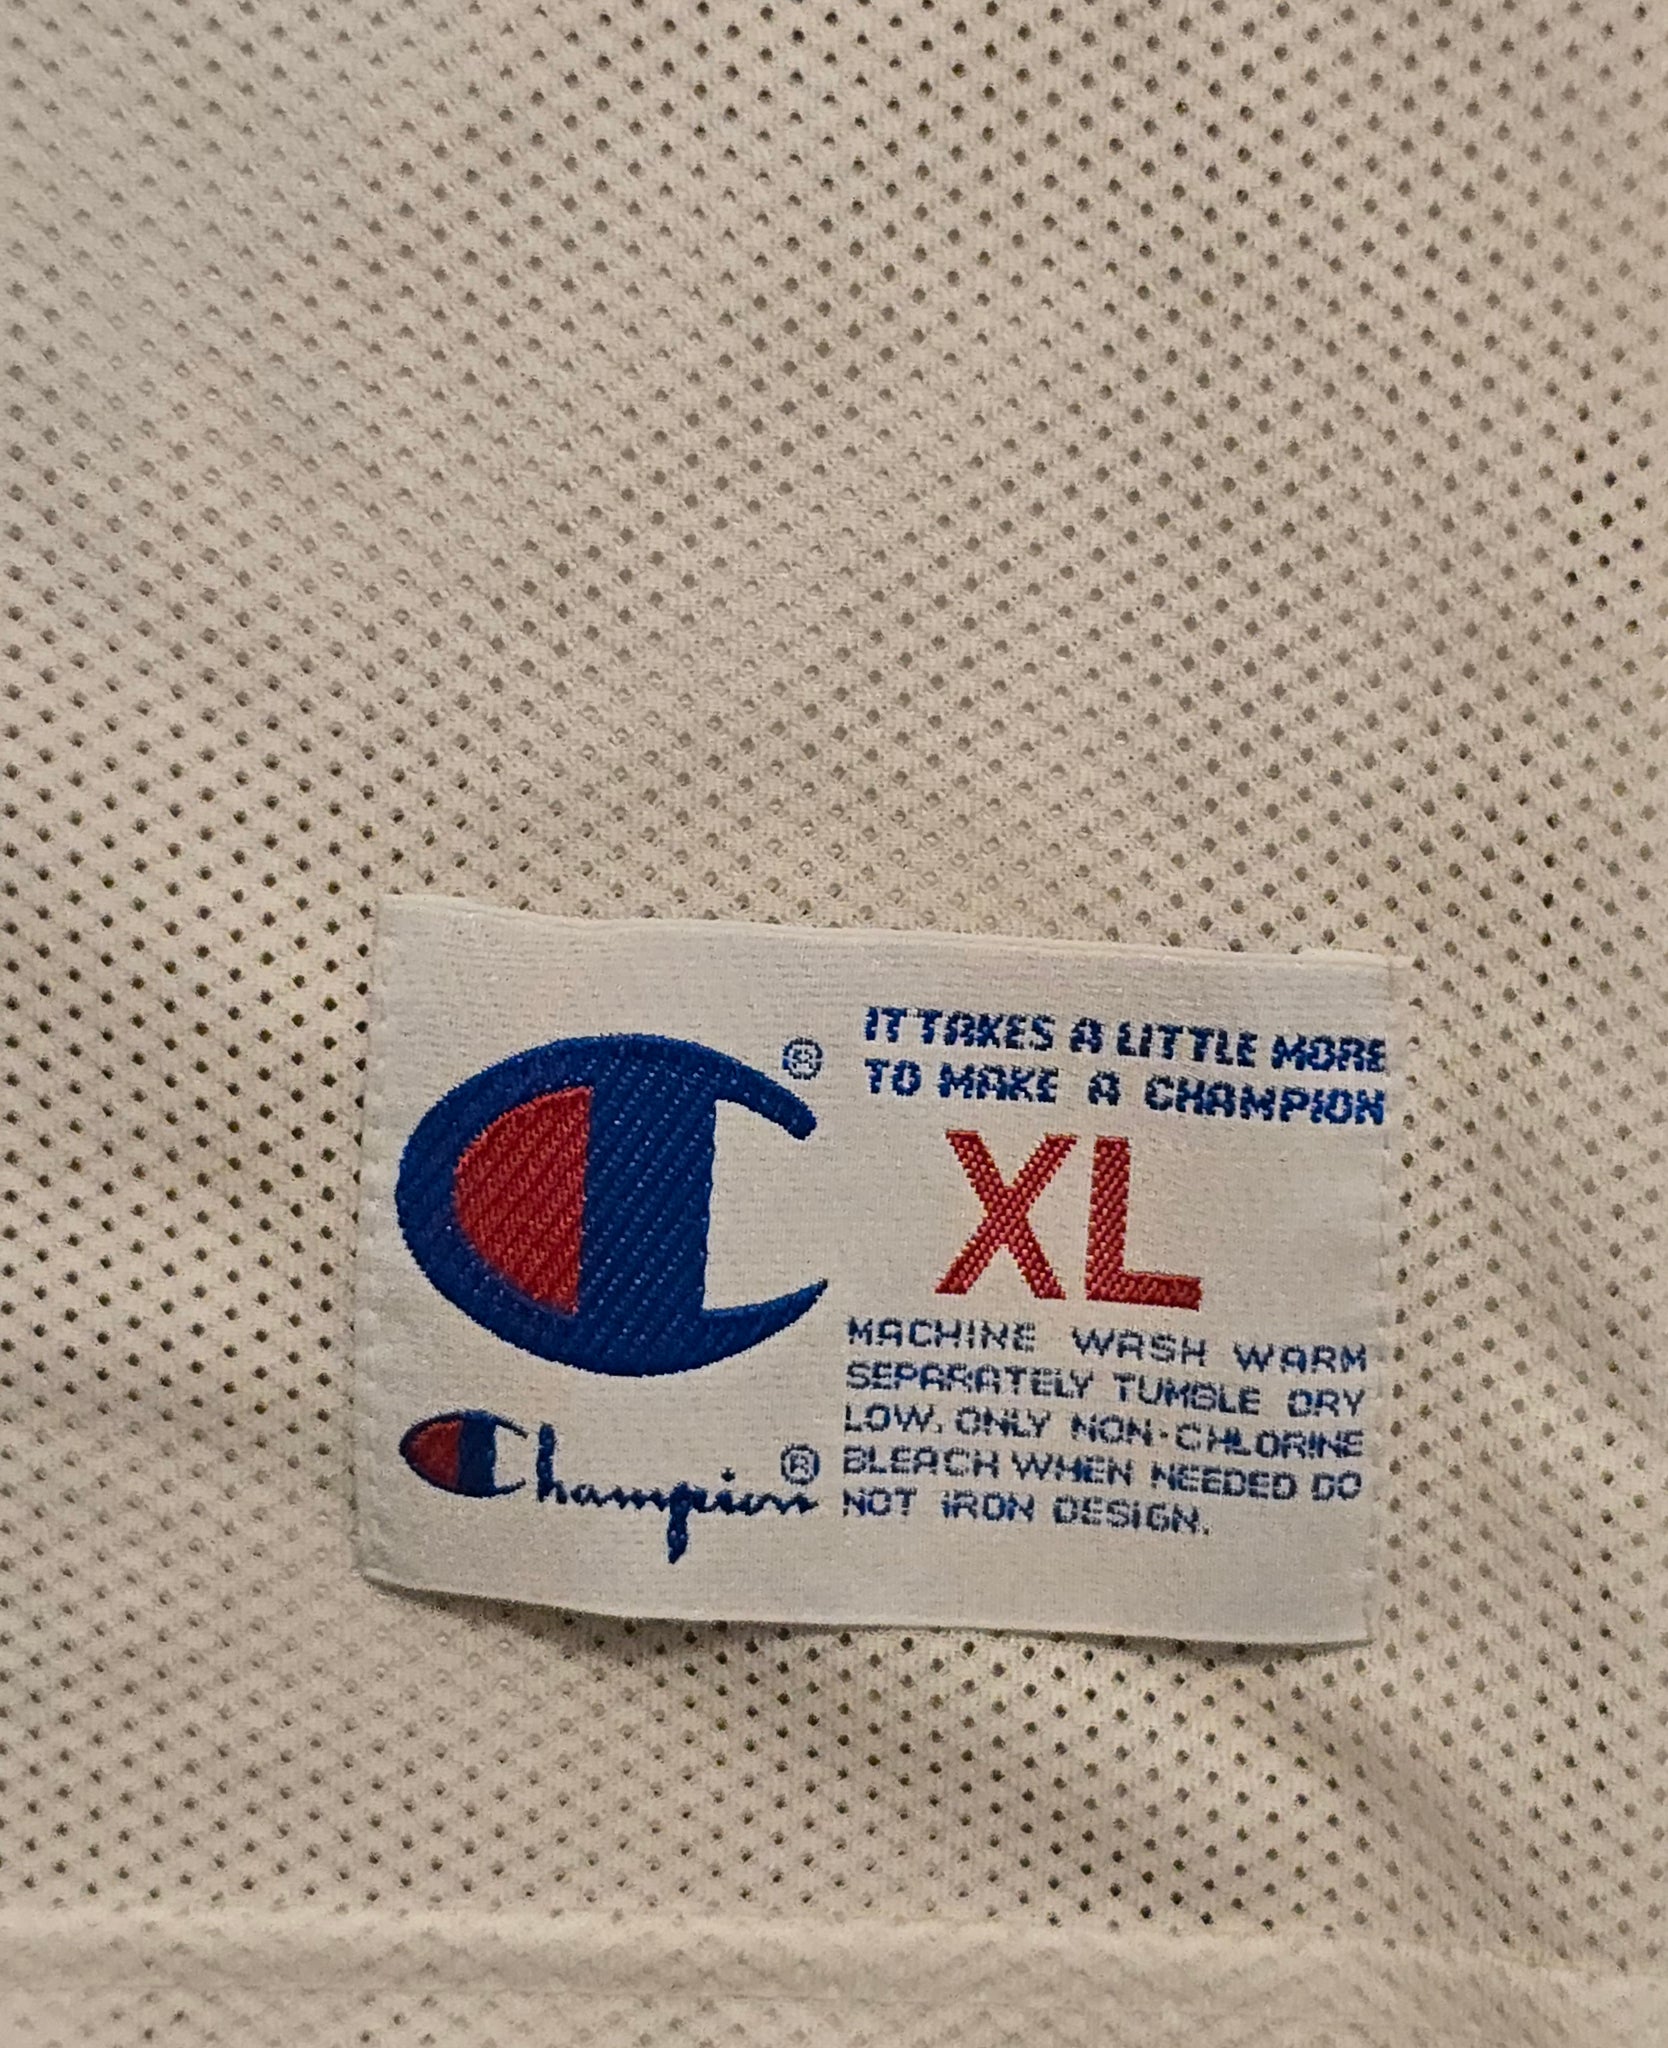 ®
IT TAKES A LITTLE MORE
TO MAKE A CHAMPION
XL
MACHINE WASH WARM
SEPARATELY TUMBLE DRY
LOW. ONLY NON-CHLORINE
BLEACH WHEN NEEDED DO
NOT IRON DESIGN.
Champion ®